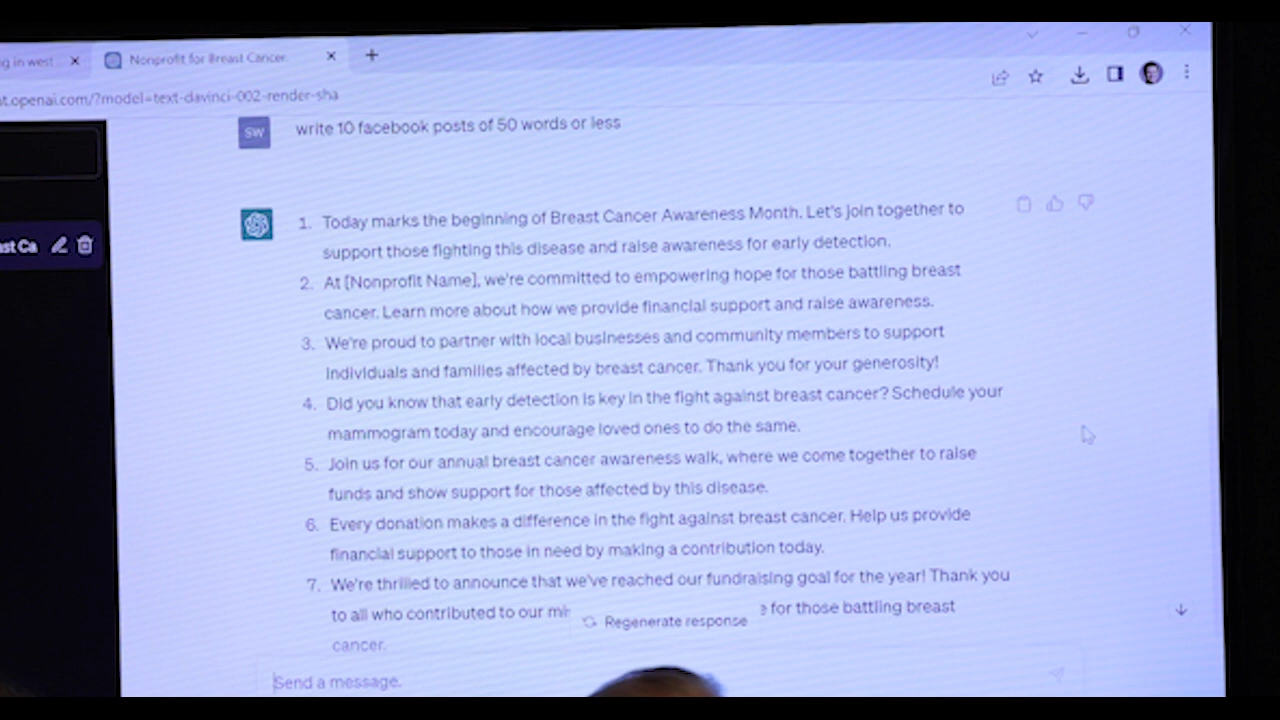 g in west
Nonprofit for Breast Cancer
t.openai.com/?model=text-davinci-002-render-sha
SW
write 10 facebook posts of 50 words or less
ast Ca
1. Today marks the beginning of Breast Cancer Awareness Month. Let's join together to
support those fighting this disease and raise awareness for early detection.
2. At [Nonprofit Name], we're committed to empowering hope for those battling breast
cancer. Learn more about how we provide financial support and raise awareness.
3. We're proud to partner with local businesses and community members to support
individuals and families affected by breast cancer. Thank you for your generosity!
4. Did you know that early detection is key in the fight against breast cancer? Schedule your
mammogram today and encourage loved ones to do the same.
5. Join us for our annual breast cancer awareness walk, where we come together to raise
funds and show support for those affected by this disease.
6. Every donation makes a difference in the fight against breast cancer. Help us provide
financial support to those in need by making a contribution today.
7. We're thrilled to announce that we've reached our fundraising goal for the year! Thank you
to all who contributed to our for those battling breast
cancer.
Regenerate response
Send a message.